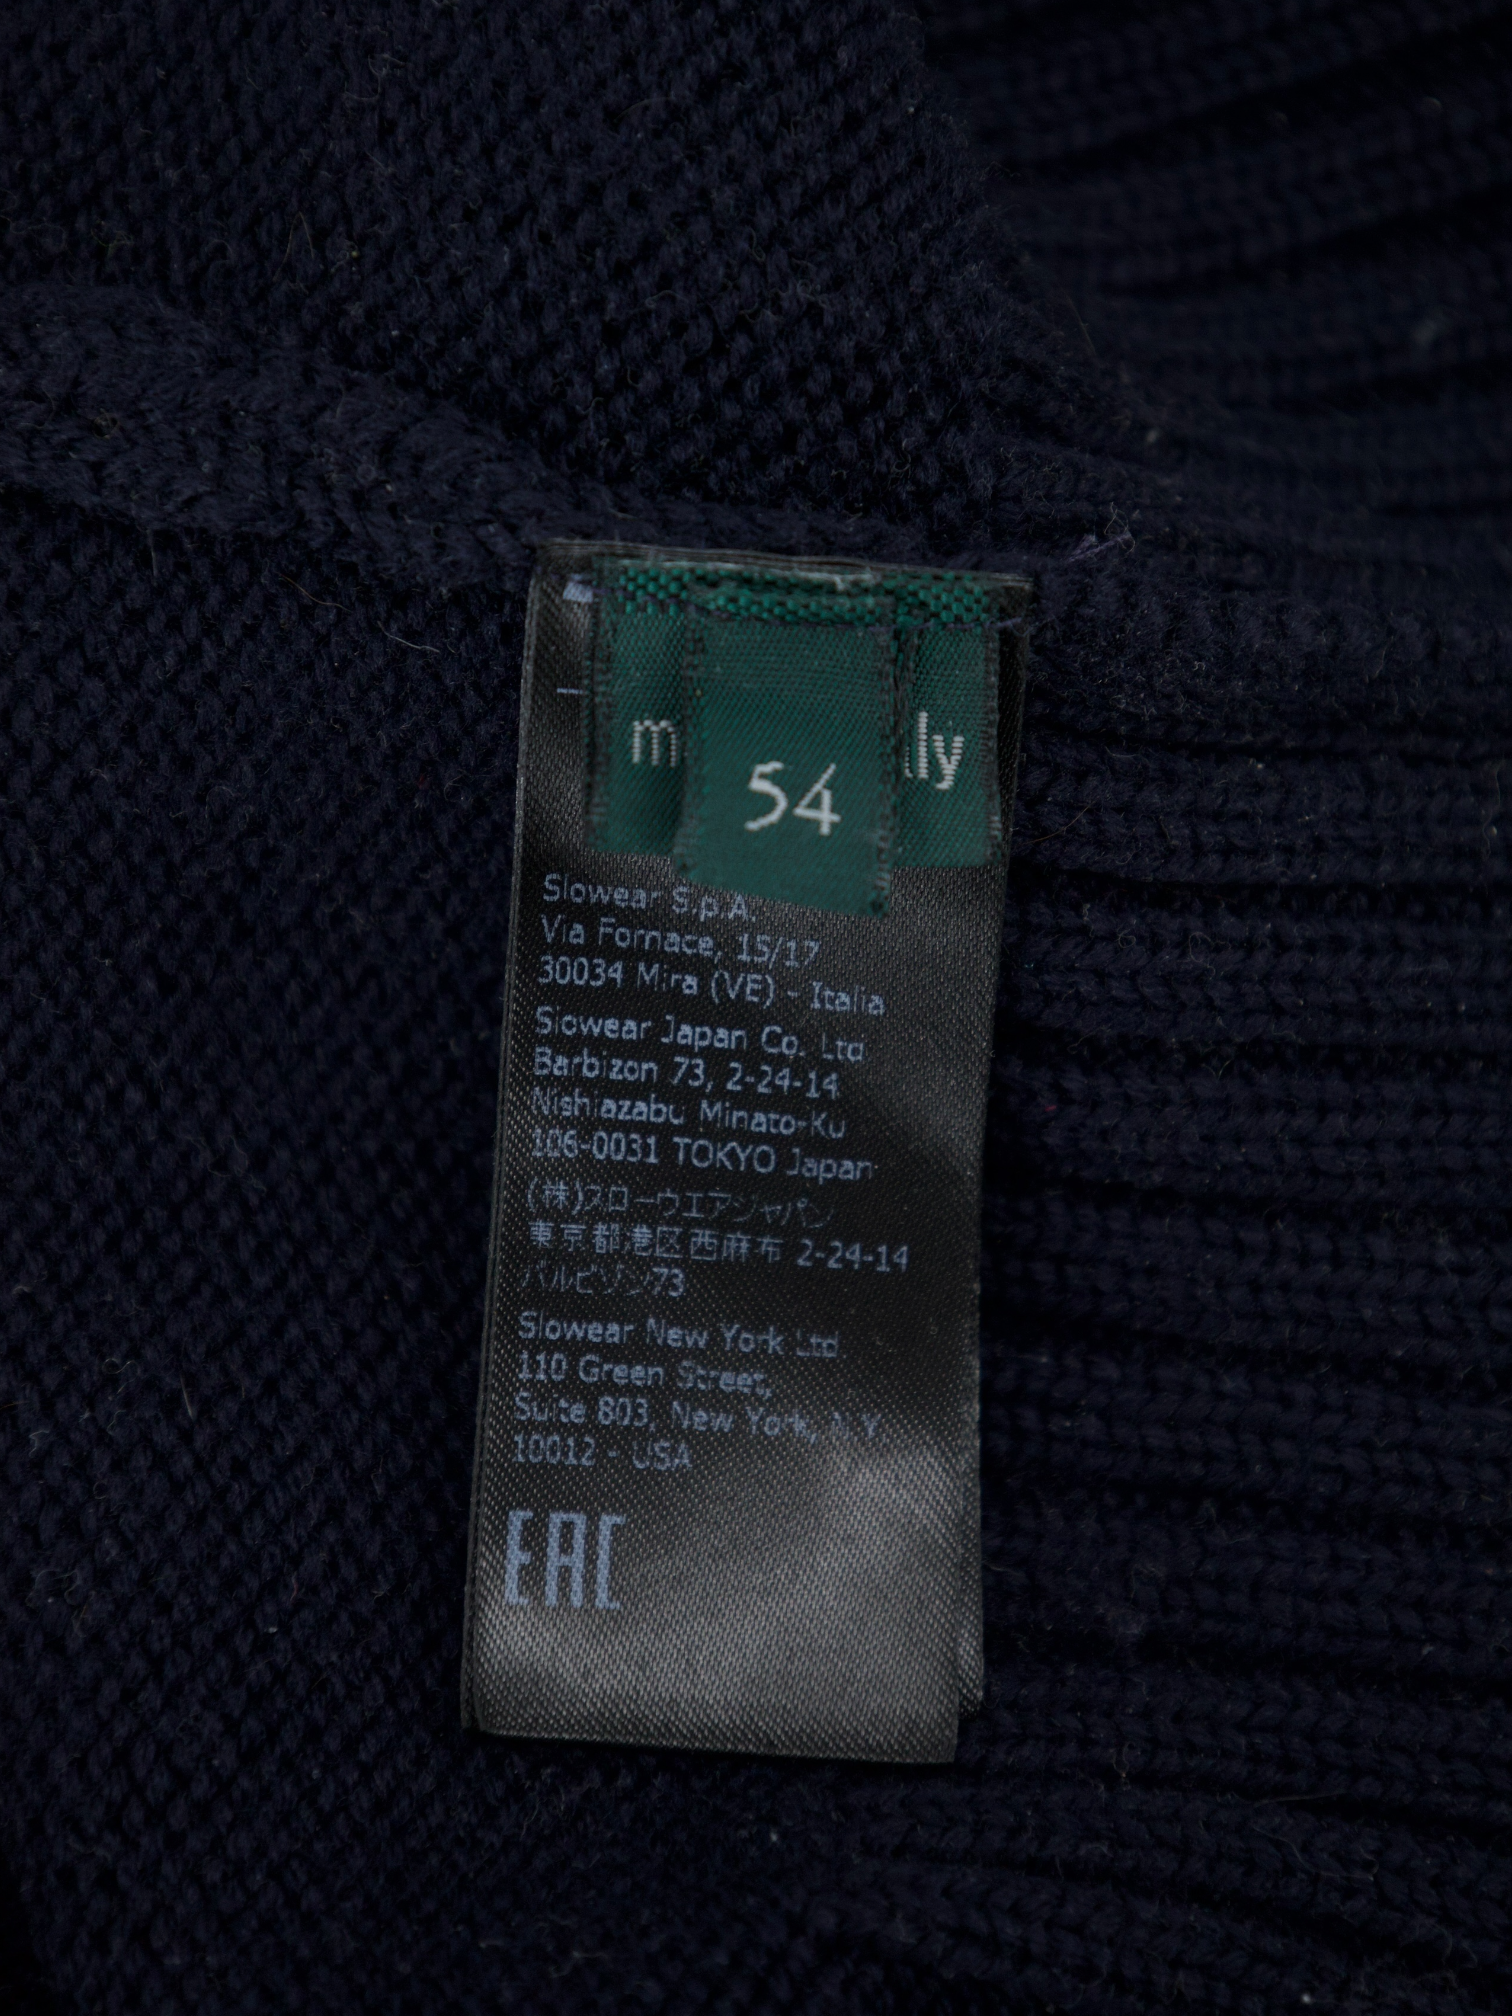 54
Slowear S.p.A.
Via Fornace, 15/17
30034 Mira (VE) - Italia
Slowear Japan Co. Ltd
Barbizon 73, 2-24-14
Nishiazabu Minato-Ku
106-0031 TOKYO Japan
(株)スローウエアジャパン
東京都港区西麻布 2-24-14
バルビゾン73
Slowear New York Ltd
110 Green Street,
Suite 803, New York, N.Y
10012 - USA
EAC